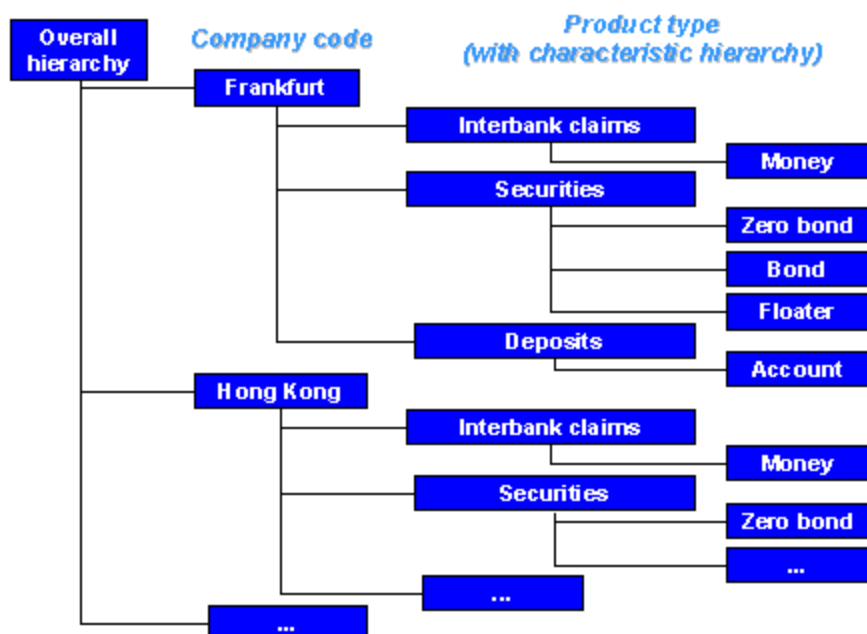 Overall
hierarchy
Company code
Product type
(with characteristic hierarchy)
Frankfurt
Interbank claims
Money
Securities
Zero bond
Bond
Floater
Deposits
Account
Hong Kong
Interbank claims
Money
Securities
Zero bond
...
...
...